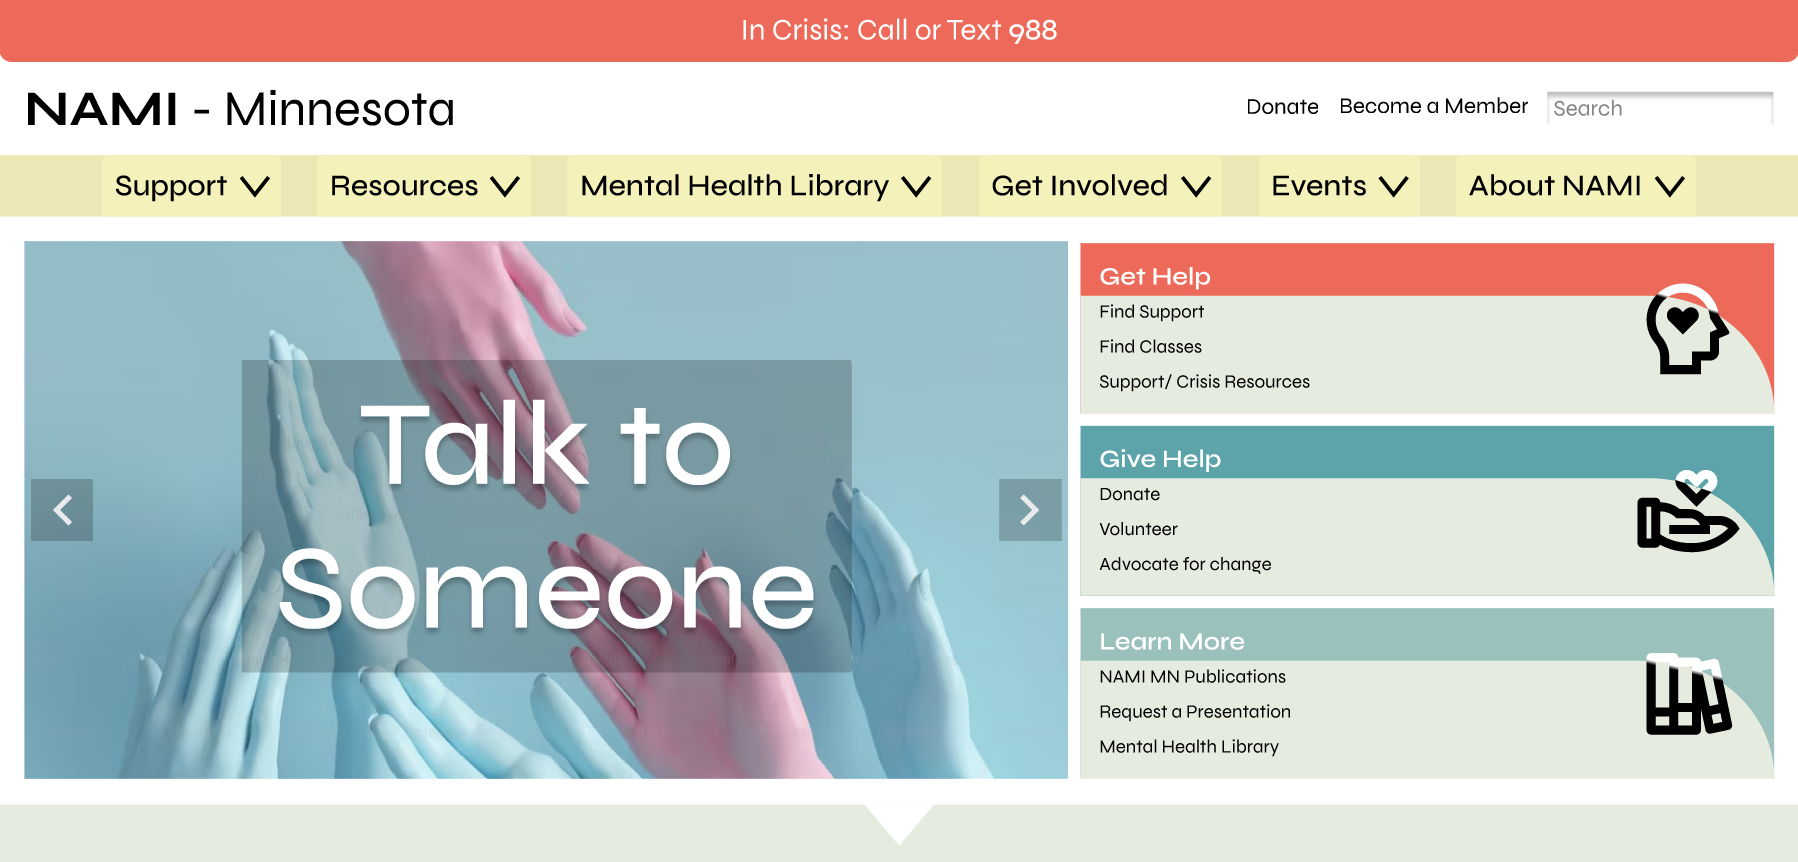 In Crisis: Call or Text 988
NAMI - Minnesota
Donate
Become a Member
Search
Support
Resources
Mental Health Library
Get Involved
Events
About NAMI
Talk to
Someone
Get Help
Find Support
Find Classes
Support/ Crisis Resources
Give Help
Donate
Volunteer
Advocate for change
Learn More
NAMI MN Publications
Request a Presentation
Mental Health Library